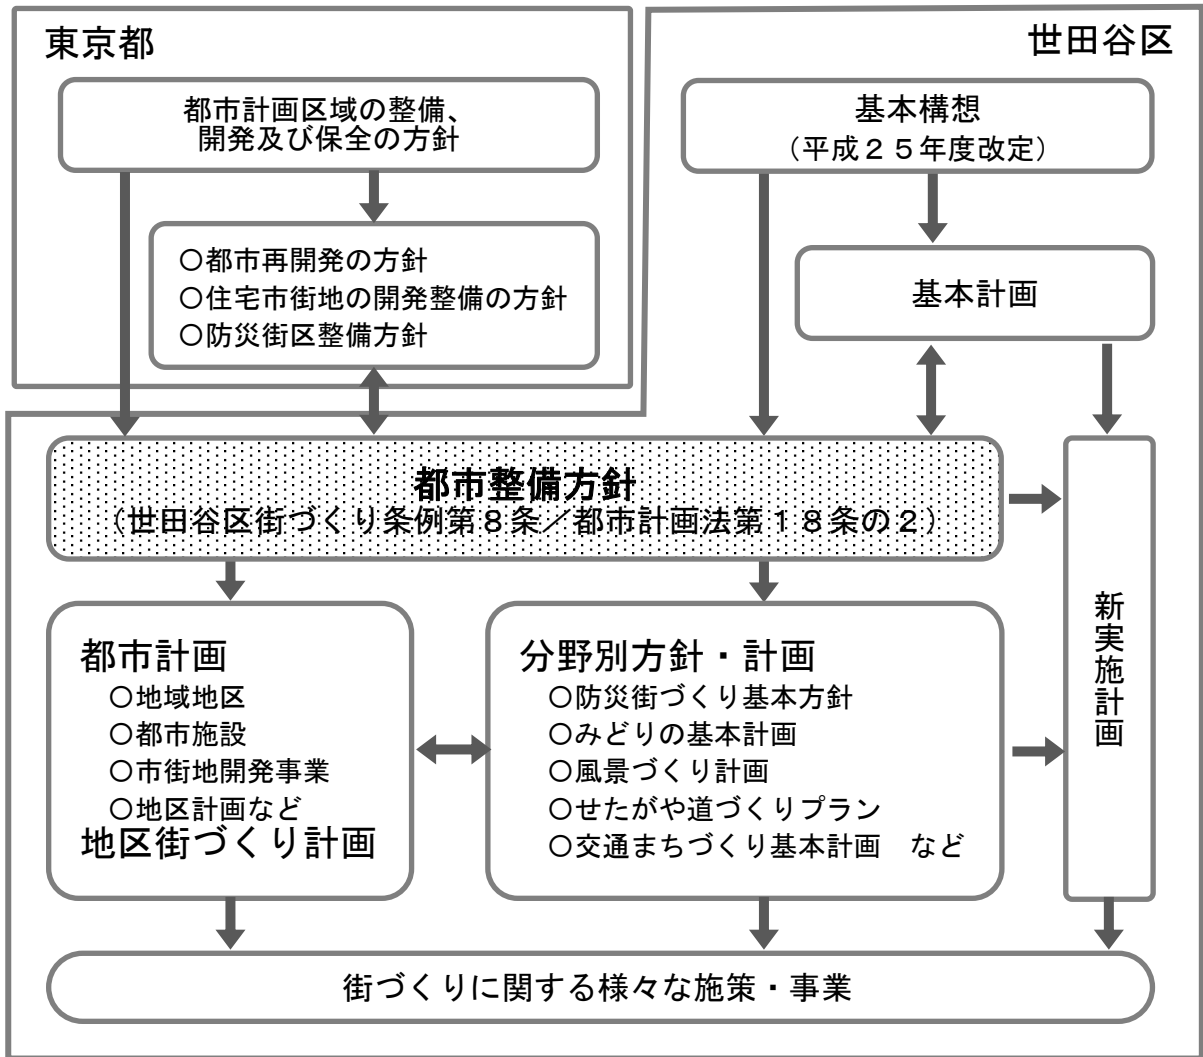 東京都
都市計画区域の整備、
開発及び保全の方針
○都市再開発の方針
○住宅市街地の開発整備の方針
○防災街区整備方針
世田谷区
基本構想
（平成２５年度改定）
基本計画
都市整備方針
（世田谷区街づくり条例第８条／都市計画法第１８条の２）
都市計画
○地域地区
○都市施設
○市街地開発事業
○地区計画など
地区街づくり計画
分野別方針・計画
○防災街づくり基本方針
○みどりの基本計画
○風景づくり計画
○せたがや道づくりプラン
○交通まちづくり基本計画　など
新実施計画
街づくりに関する様々な施策・事業